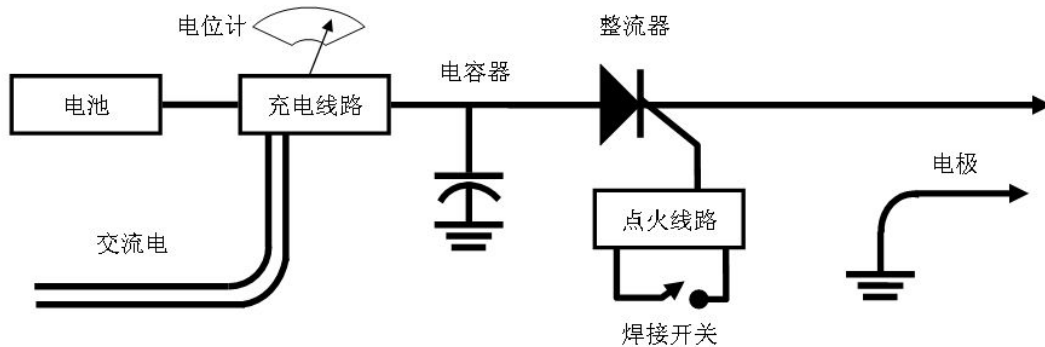 电位计
整流器
电容器
电池
充电线路
电极
点火线路
交流电
焊接开关